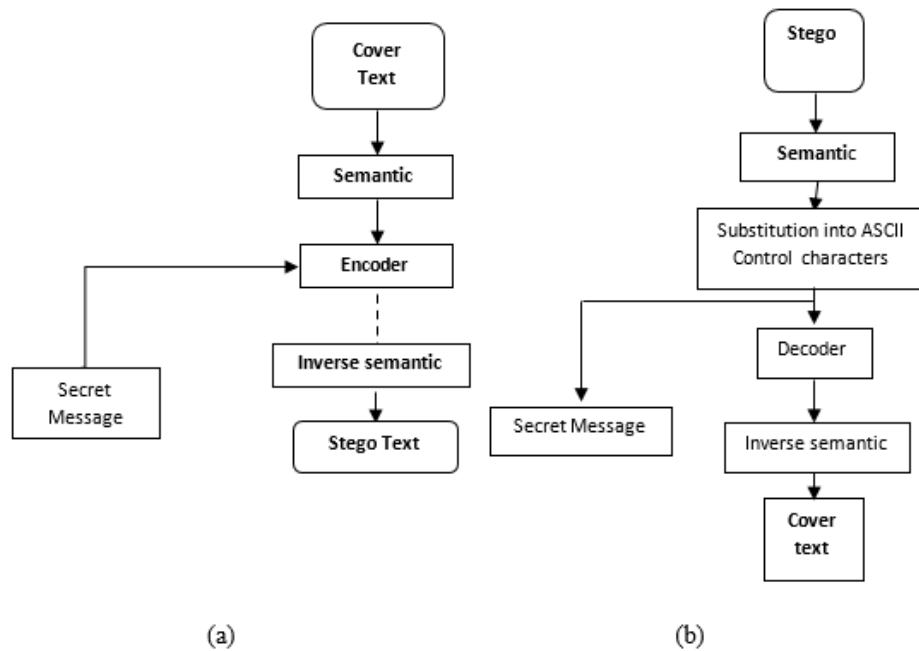 Cover
Text
Semantic
Encoder
Inverse semantic
Secret
Message
Stego Text
(a)
Stego
Semantic
Substitution into ASCII
Control characters
Decoder
Secret Message
Inverse semantic
Cover
text
(b)